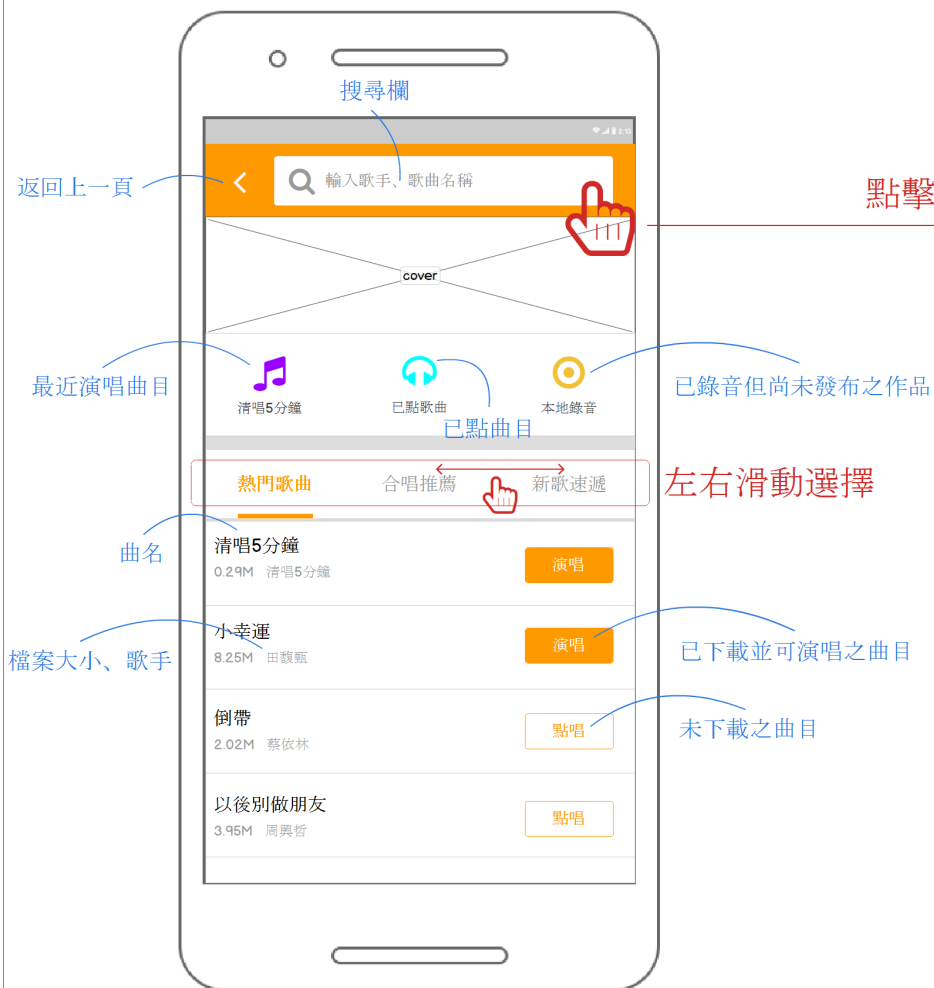 搜尋欄
2:10
返回上一頁
輸入歌手、歌曲名稱
點擊
cover
最近演唱曲目
清唱5分鐘
已點歌曲
本地錄音
已點曲目
已錄音但尚未發布之作品
熱門歌曲
合唱推薦
新歌速遞
左右滑動選擇
曲名
清唱5分鐘
0.29M 清唱5分鐘
演唱
檔案大小、歌手
小幸運
8.25M 田馥甄
演唱
已下載並可演唱之曲目
倒帶
2.02M 蔡依林
點唱
未下載之曲目
以後別做朋友
3.95M 周興哲
點唱